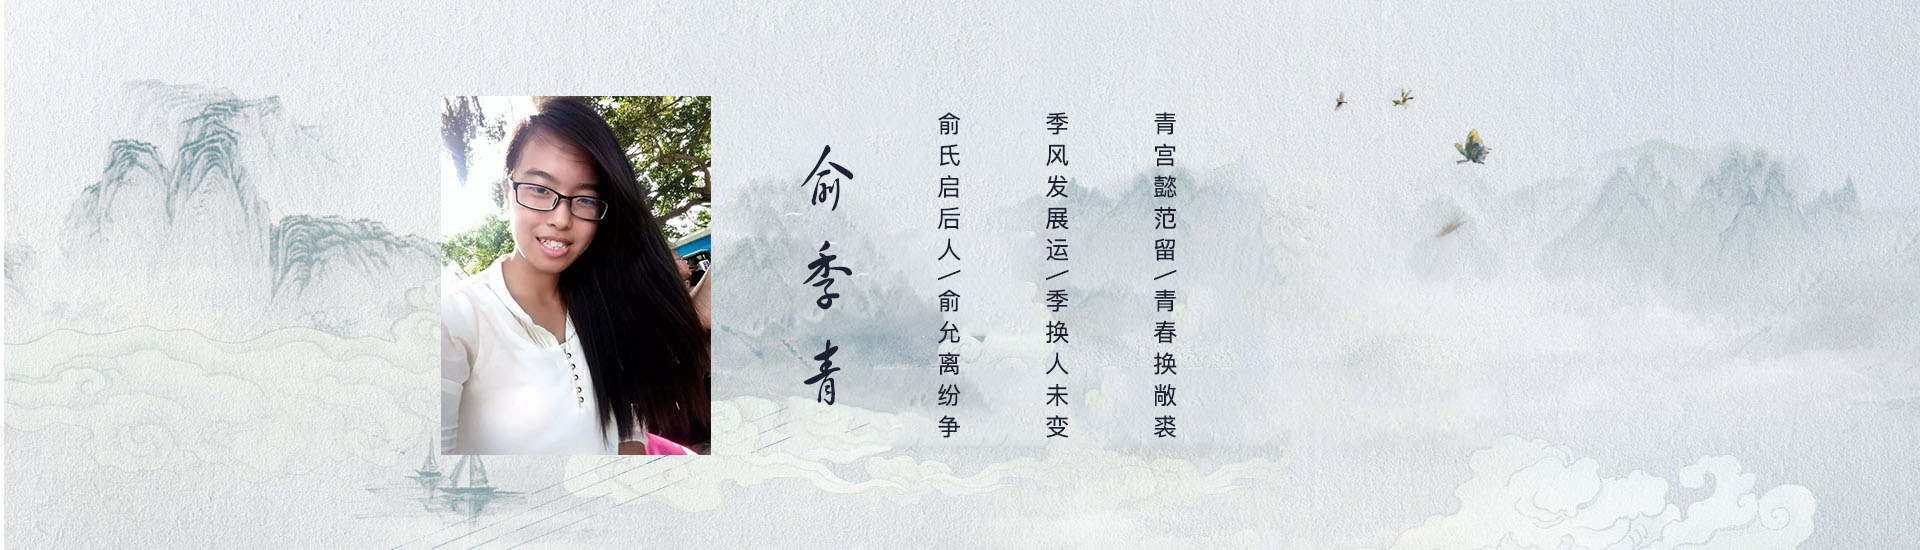 俞季青
俞氏启后人/俞允离纷争
季风发展运/季换人未变
青宫懿范留/青春换敞裘